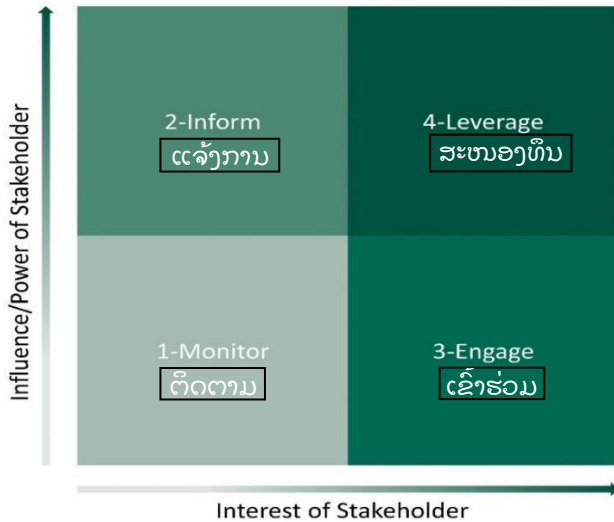 Influence/Power of Stakeholder
2-Inform
ແຈ້ງການ
4-Leverage
ສະໜອງທຶນ
1-Monitor
ຕິດຕາມ
3-Engage
ເຂົ້າຮ່ວມ
Interest of Stakeholder